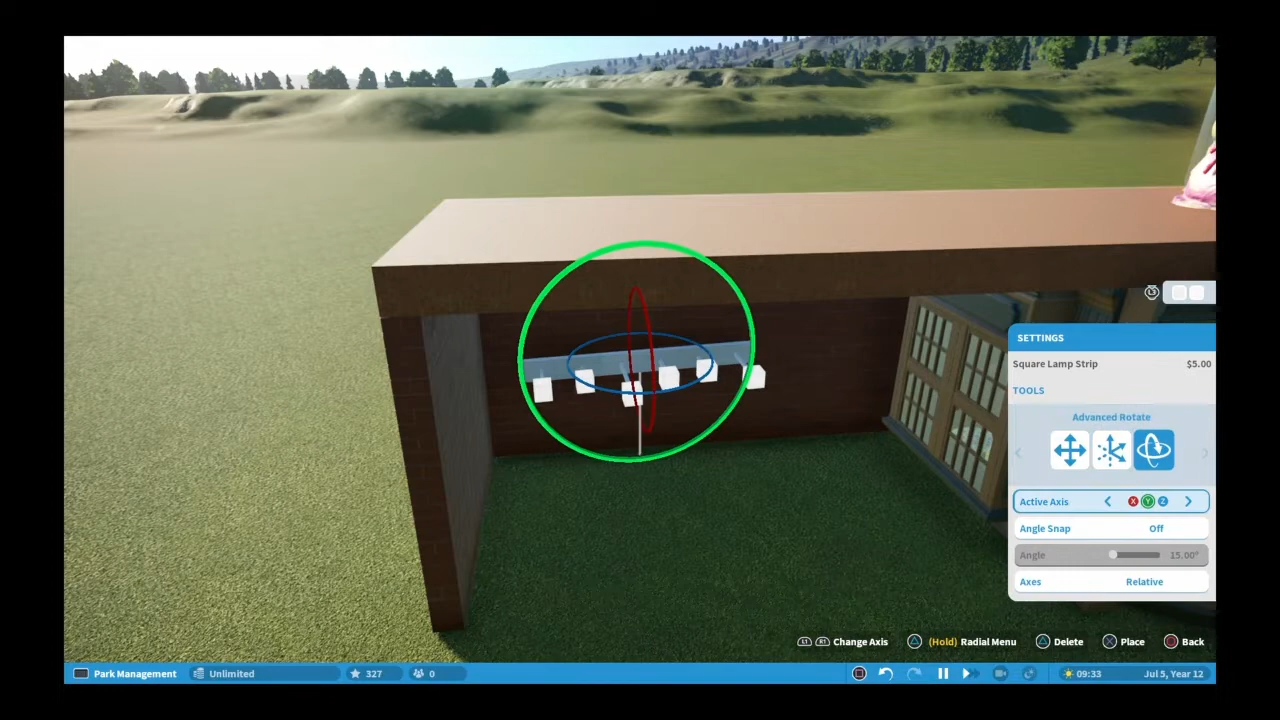 SETTINGS
Square Lamp Strip $5.00
TOOLS
Advanced Rotate
Active Axis X Y Z
Angle Snap Off
Angle 15.00°
Axes Relative
L1 R1 Change Axis (Hold) Radial Menu Delete Place Back
Park Management Unlimited 327 0 09:33 Jul 5, Year 12